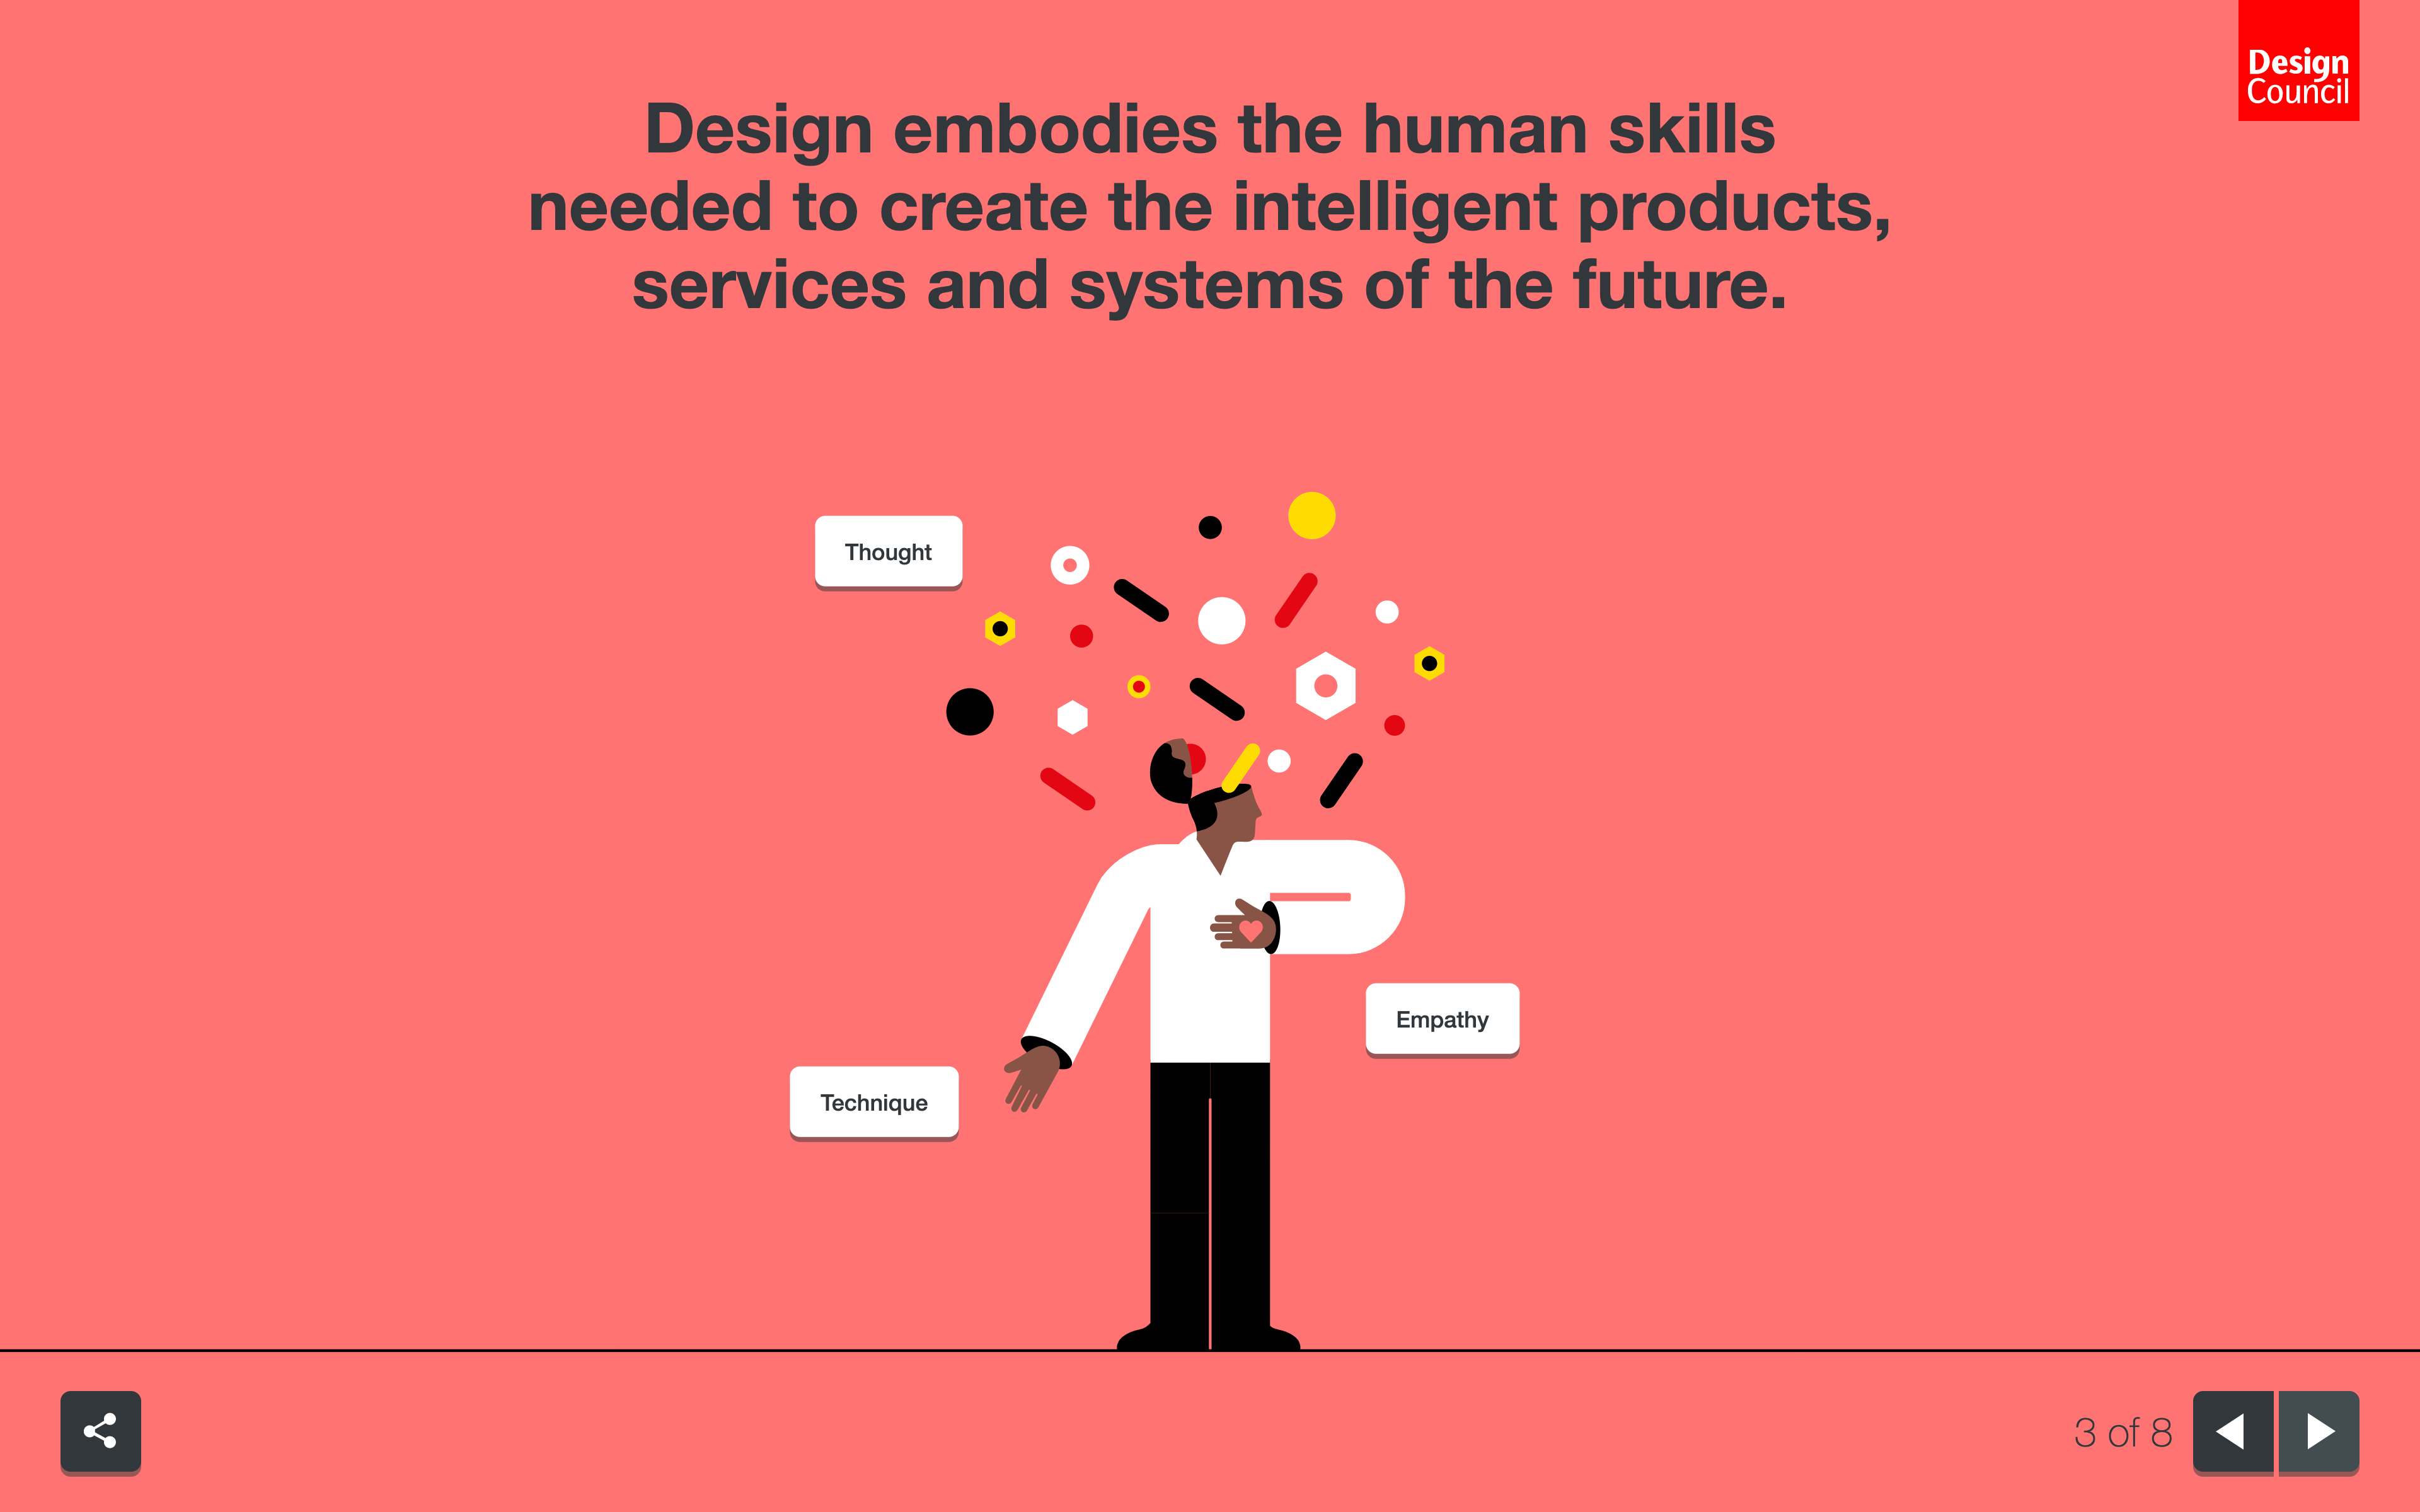 Design
Council
Design embodies the human skills
needed to create the intelligent products,
services and systems of the future.
Thought
Empathy
Technique
3 of 8